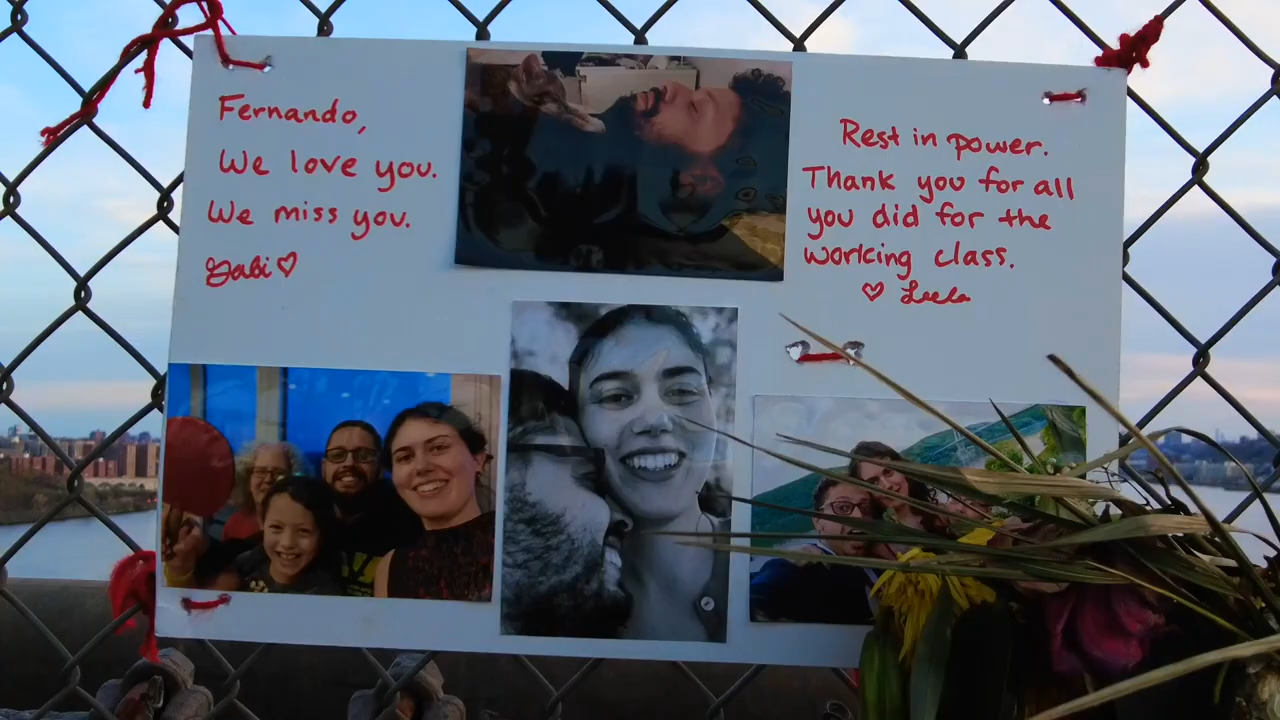 Fernando,
We love you.
We miss you.
Gabi♡
Rest in power.
Thank you for all
you did for the
working class.
♡ Leela